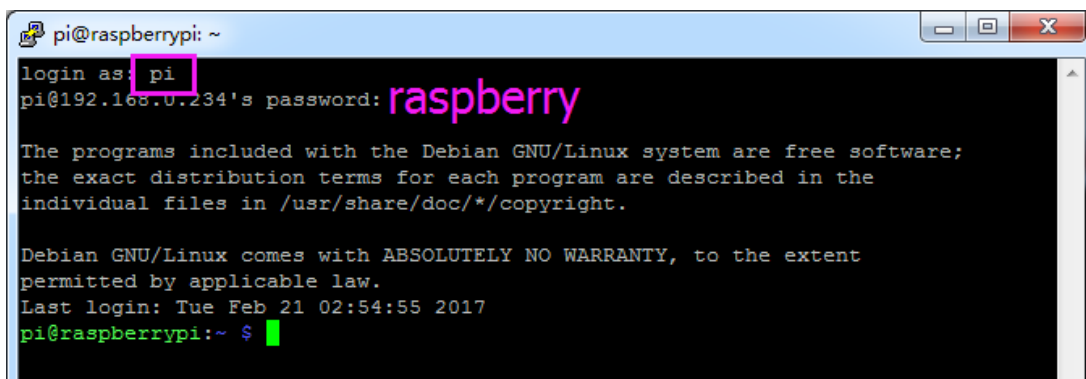 pi@raspberrypi: ~
login as: pi
pi@192.168.0.234's password: raspberry
The programs included with the Debian GNU/Linux system are free software;
the exact distribution terms for each program are described in the
individual files in /usr/share/doc/*/copyright.
Debian GNU/Linux comes with ABSOLUTELY NO WARRANTY, to the extent
permitted by applicable law.
Last login: Tue Feb 21 02:54:55 2017
pi@raspberrypi:~ $